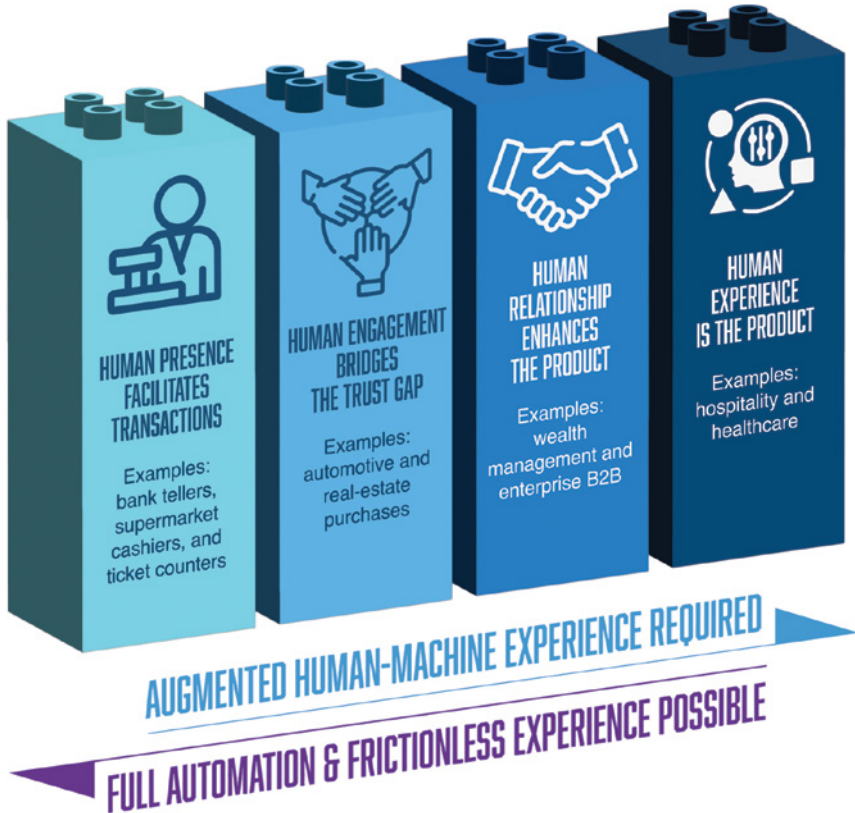 HUMAN PRESENCE
FACILITATES
TRANSACTIONS
Examples:
bank tellers,
supermarket
cashiers, and
ticket counters
HUMAN ENGAGEMENT
BRIDGES
THE TRUST GAP
Examples:
automotive and
real-estate
purchases
HUMAN
RELATIONSHIP
ENHANCES
THE PRODUCT
Examples:
wealth
management and
enterprise B2B
HUMAN
EXPERIENCE
IS THE PRODUCT
Examples:
hospitality and
healthcare
AUGMENTED HUMAN-MACHINE EXPERIENCE REQUIRED
FULL AUTOMATION & FRICTIONLESS EXPERIENCE POSSIBLE